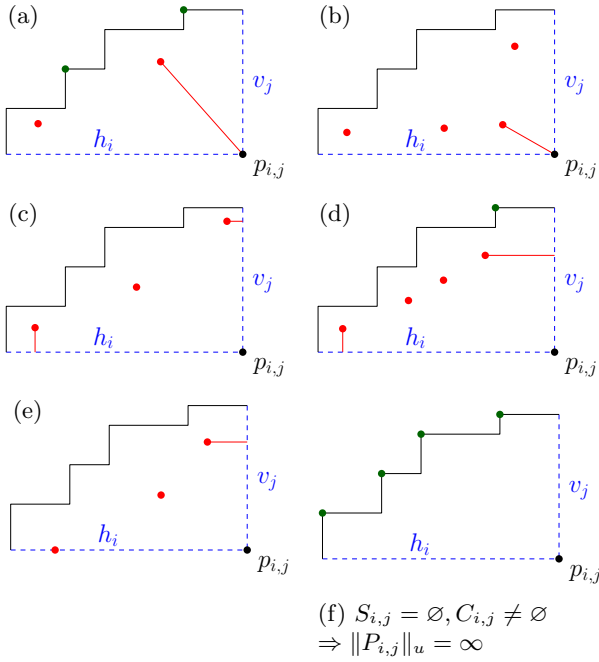 (a)
v_j
h_i
p_{i,j}
(b)
v_j
h_i
p_{i,j}
(c)
v_j
h_i
p_{i,j}
(d)
v_j
h_i
p_{i,j}
(e)
v_j
h_i
p_{i,j}
v_j
h_i
p_{i,j}
(f) S_{i,j} = ∅, C_{i,j} ≠ ∅
⇒ ‖P_{i,j}‖_u = ∞